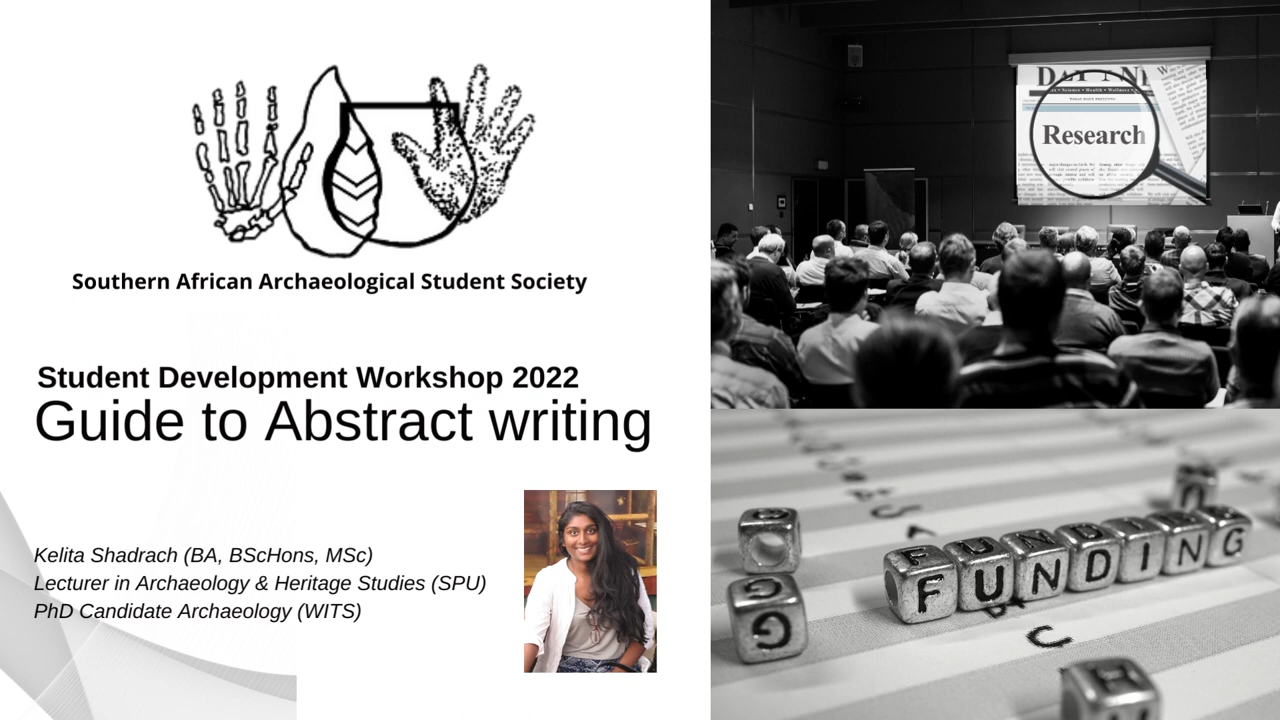 Southern African Archaeological Student Society
Student Development Workshop 2022
Guide to Abstract writing
Kelita Shadrach (BA, BScHons, MSc)
Lecturer in Archaeology & Heritage Studies (SPU)
PhD Candidate Archaeology (WITS)
Research
FUNDING